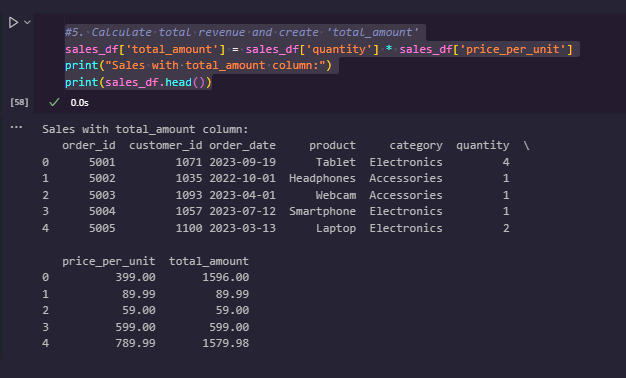 #5. Calculate total revenue and create 'total_amount'
sales_df['total_amount'] = sales_df['quantity'] * sales_df['price_per_unit']
print("Sales with total_amount column:")
print(sales_df.head())
[58] ✓ 0.0s
... Sales with total_amount column:
order_id customer_id order_date product category quantity \
0 5001 1071 2023-09-19 Tablet Electronics 4
1 5002 1035 2022-10-01 Headphones Accessories 1
2 5003 1093 2023-04-01 Webcam Accessories 1
3 5004 1057 2023-07-12 Smartphone Electronics 1
4 5005 1100 2023-03-13 Laptop Electronics 2
price_per_unit total_amount
0 399.00 1596.00
1 89.99 89.99
2 59.00 59.00
3 599.00 599.00
4 789.99 1579.98